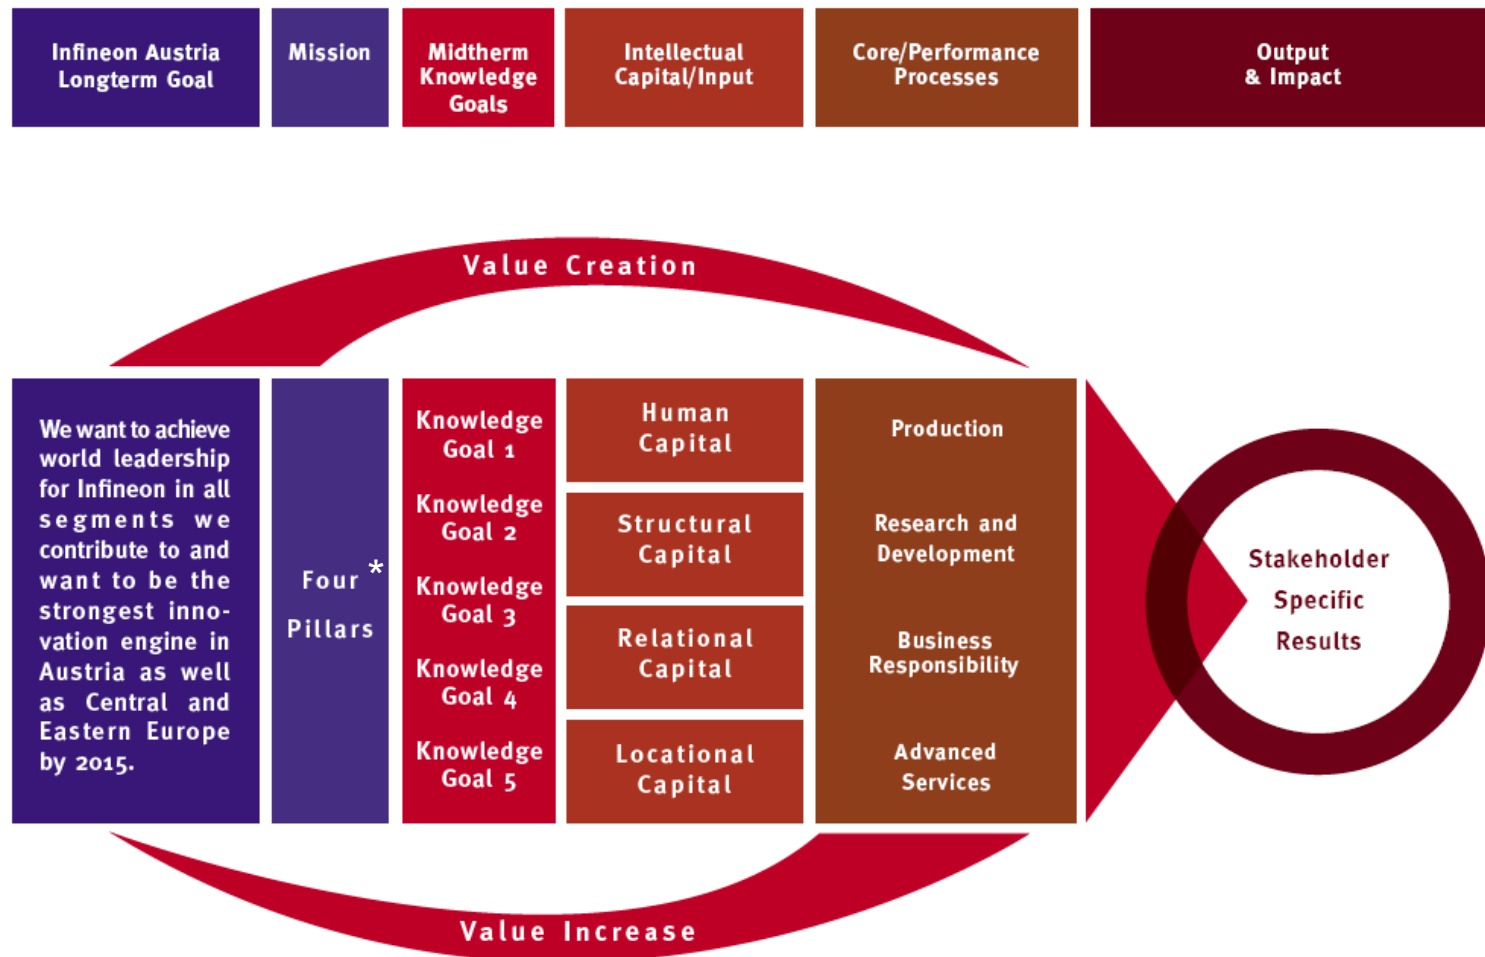 Infineon Austria
Longterm Goal
Mission
Midtherm
Knowledge
Goals
Intellectual
Capital/Input
Core/Performance
Processes
Output
& Impact
Value Creation
We want to achieve
world leadership
for Infineon in all
segments we
contribute to and
want to be the
strongest inno-
vation engine in
Austria as well
as Central and
Eastern Europe
by 2015.
Four *
Pillars
Knowledge
Goal 1
Knowledge
Goal 2
Knowledge
Goal 3
Knowledge
Goal 4
Knowledge
Goal 5
Human
Capital
Structural
Capital
Relational
Capital
Locational
Capital
Production
Research and
Development
Business
Responsibility
Advanced
Services
Stakeholder
Specific
Results
Value Increase